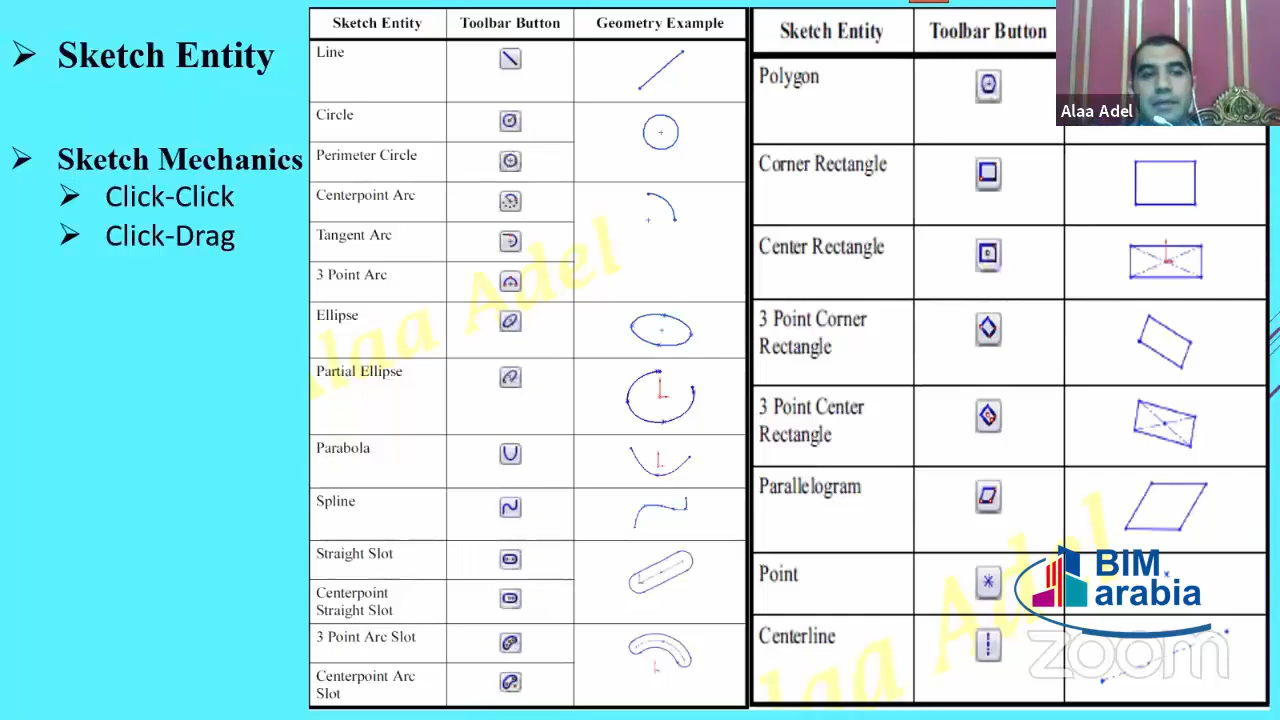 Sketch Entity
Sketch Mechanics
Click-Click
Click-Drag
Sketch Entity Toolbar Button Geometry Example
Line
Circle
Perimeter Circle
Centerpoint Arc
Tangent Arc
3 Point Arc
Ellipse
Partial Ellipse
Parabola
Spline
Straight Slot
Centerpoint
Straight Slot
3 Point Arc Slot
Centerpoint Arc
Slot
Sketch Entity Toolbar Button
Polygon
Corner Rectangle
Center Rectangle
3 Point Corner
Rectangle
3 Point Center
Rectangle
Parallelogram
Point
Centerline
Alaa Adel
Alaa Adel
Alaa Adel
BIM
arabia
zoom